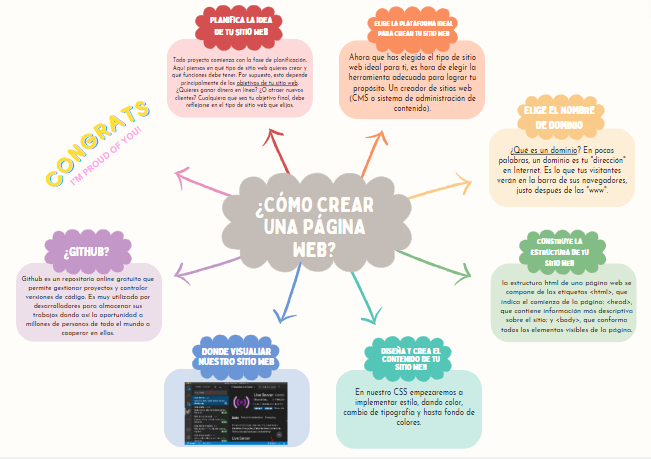 PLANIFICA LA IDEA
DE TU SITIO WEB
Todo proyecto comienza con la fase de planificación.
Aquí piensas en qué tipo de sitio web quieres crear y
qué funciones debe tener. Por supuesto, esto depende
principalmente de los objetivos de tu sitio web.
¿Quieres ganar dinero en línea? ¿O atraer nuevos
clientes? Cualquiera que sea tu objetivo final, debe
reflejarse en el tipo de sitio web que elijas.
ELIGE LA PLATAFORMA IDEAL
PARA CREAR TU SITIO WEB
Ahora que has elegido el tipo de sitio
web ideal para ti, es hora de elegir la
herramienta adecuada para lograr tu
propósito. Un creador de sitios web
(CMS o sistema de administración de
contenido).
ELIGE EL NOMBRE
DE DOMINIO
¿Qué es un dominio? En pocas
palabras, un dominio es tu "dirección"
en Internet. Es lo que tus visitantes
verán en la barra de sus navegadores,
justo después de las "www".
CONGRATS
I'M PROUD OF YOU!
¿CÓMO CREAR
UNA PÁGINA
WEB?
¿GITHUB?
Github es un repositorio online gratuito que
permite gestionar proyectos y controlar
versiones de código. Es muy utilizado por
desarrolladores para almacenar sus
trabajos dando así la oportunidad a
millones de personas de todo el mundo a
cooperar en ellos.
CONSTRUYE LA
ESTRUCTURA DE TU
SITIO WEB
la estructura html de una página web se
compone de las etiquetas <html>, que
indica el comienzo de la página; <head>,
que contiene información más descriptiva
sobre el sitio; y <body>, que conforma
todos los elementos visibles de la página.
DONDE VISUALIAR
NUESTRO SITIO WEB
Live Server
Live Server
DISEÑA Y CREA EL
CONTENIDO DE TU
SITIO WEB
En nuestro CSS empezaremos a
implementar estilo, dando color,
cambio de tipografía y hasta fondo de
colores.